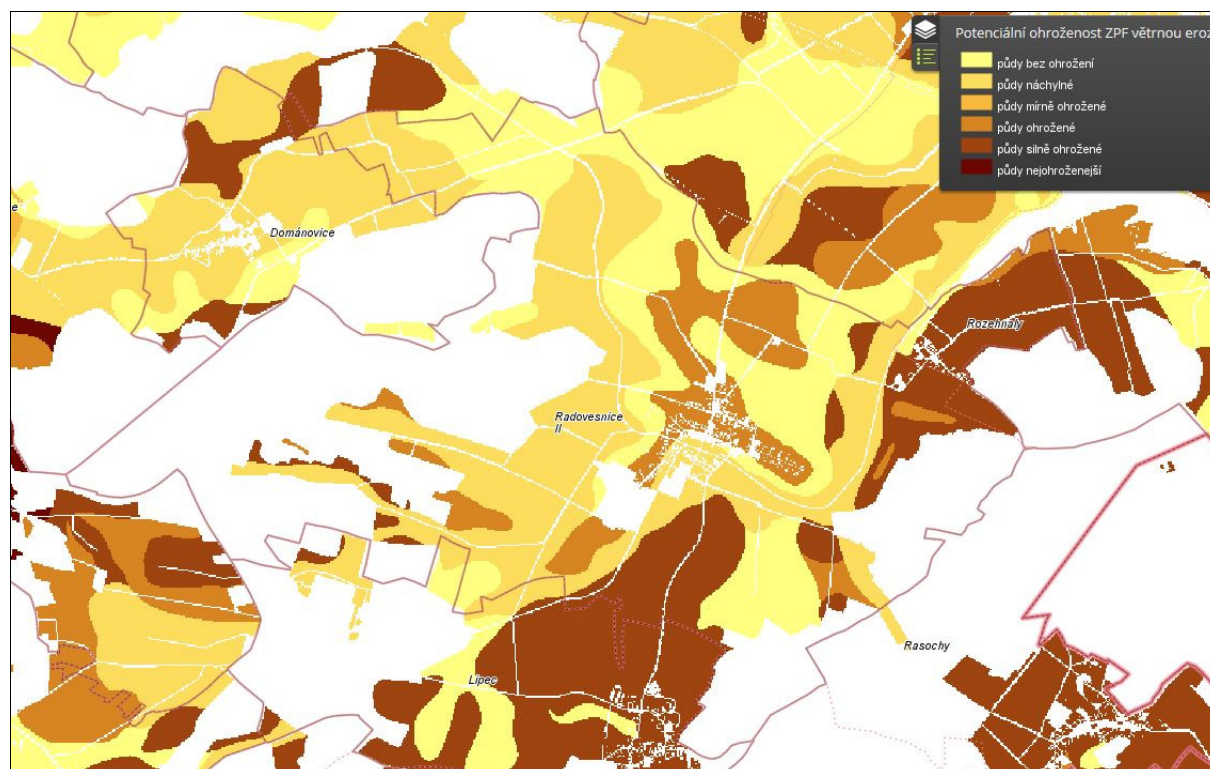 Potenciální ohroženost ZPF větrnou eroz
půdy bez ohrožení
půdy náchylné
půdy mírně ohrožené
půdy ohrožené
půdy silně ohrožené
půdy nejohroženější
e
Dománovice
Rozehnaly
Radovesnice
II
Rasochy
Lipec